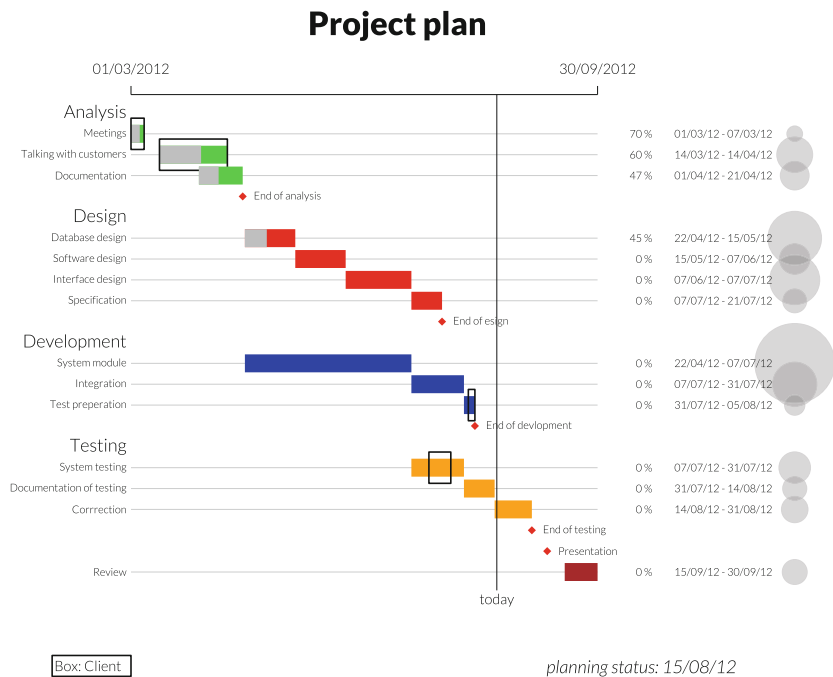 Project plan
01/03/2012 30/09/2012
Analysis
Meetings 70 % 01/03/12 - 07/03/12
Talking with customers 60 % 14/03/12 - 14/04/12
Documentation 47 % 01/04/12 - 21/04/12
End of analysis
Design
Database design 45 % 22/04/12 - 15/05/12
Software design 0 % 15/05/12 - 07/06/12
Interface design 0 % 07/06/12 - 07/07/12
Specification 0 % 07/07/12 - 21/07/12
End of esign
Development
System module 0 % 22/04/12 - 07/07/12
Integration 0 % 07/07/12 - 31/07/12
Test preperation 0 % 31/07/12 - 05/08/12
End of devlopment
Testing
System testing 0 % 07/07/12 - 31/07/12
Documentation of testing 0 % 31/07/12 - 14/08/12
Corrrection 0 % 14/08/12 - 31/08/12
End of testing
Presentation
Review 0 % 15/09/12 - 30/09/12
today
Box: Client planning status: 15/08/12